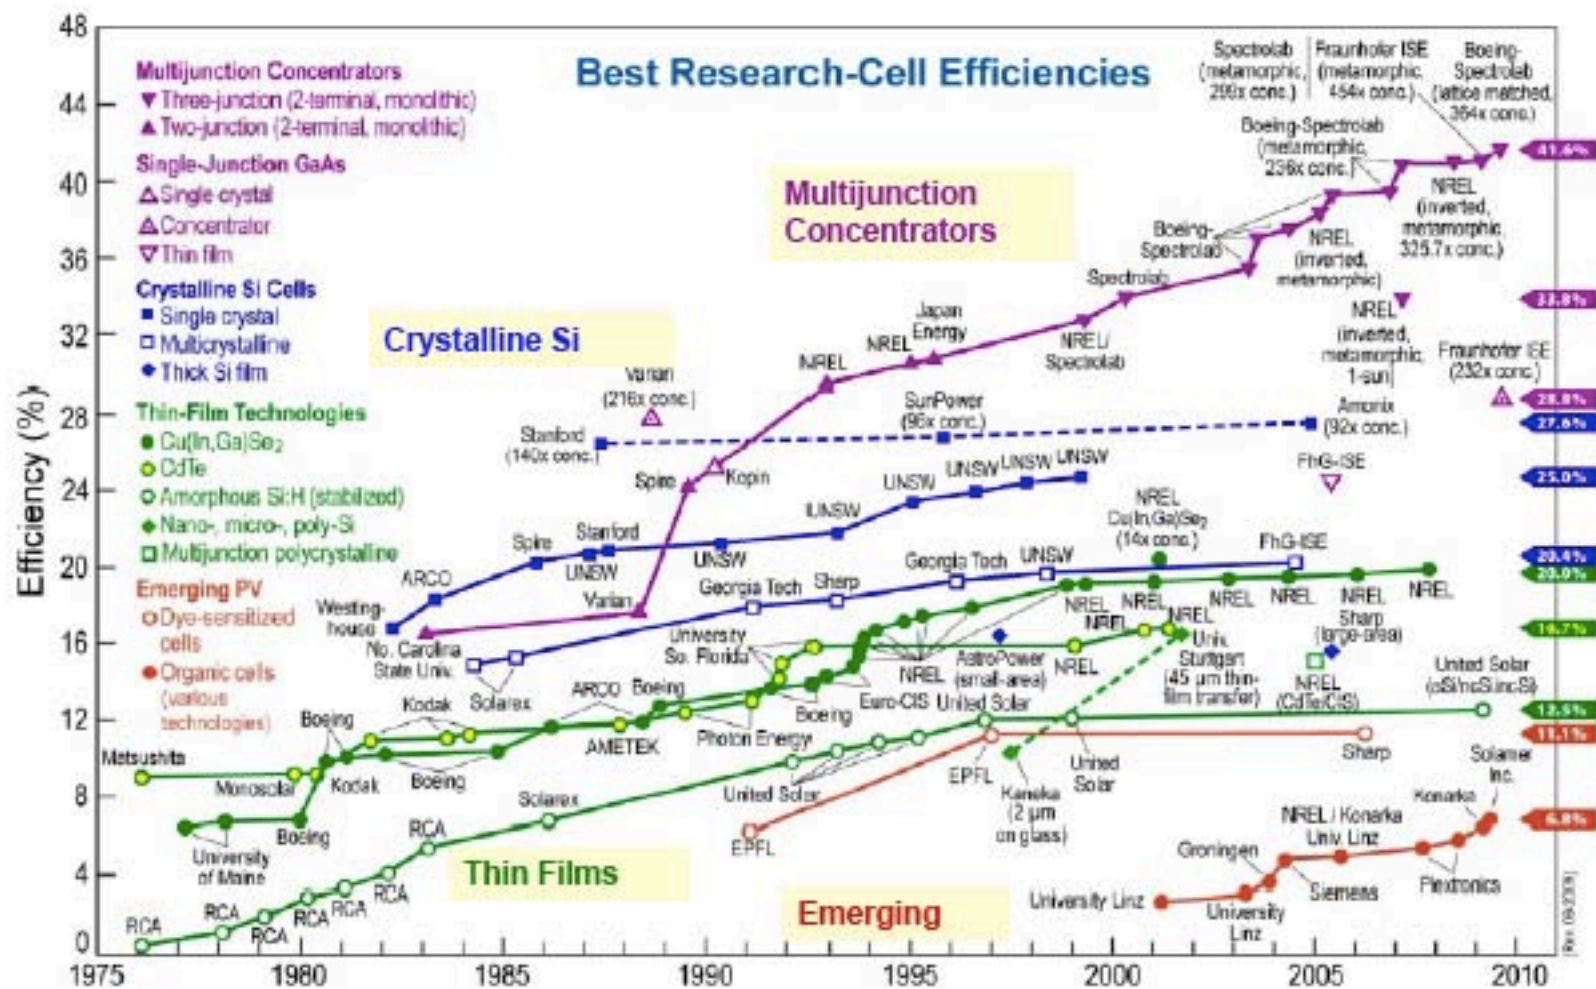 Best Research-Cell Efficiencies
Efficiency (%)
48
44
40
36
32
28
24
20
16
12
8
4
0
1975
1980
1985
1990
1995
2000
2005
2010
Multijunction Concentrators
Three-junction (2-terminal, monolithic)
Two-junction (2-terminal, monolithic)
Single-Junction GaAs
Single crystal
Concentrator
Thin film
Crystalline Si Cells
Single crystal
Multicrystalline
Thick Si film
Thin-Film Technologies
Cu(In,Ga)Se2
CdTe
Amorphous Si:H (stabilized)
Nano-, micro-, poly-Si
Multijunction polycrystalline
Emerging PV
Dye-sensitized
cells
Organic cells
(various
technologies)
Multijunction
Concentrators
Crystalline Si
Thin Films
Emerging
Spectrolab
(metamorphic,
299x conc.)
Fraunhofer ISE
(metamorphic,
454x conc.)
Boeing-
Spectrolab
(lattice matched,
364x conc.)
Boeing-Spectrolab
(metamorphic,
236x conc.)
NREL
(inverted,
metamorphic,
325.7x conc.)
Boeing-
Spectrolab
NREL
(inverted,
metamorphic)
Spectrolab
NREL/
Spectrolab
Japan
Energy
NREL
NREL
NREL
(inverted,
metamorphic,
1-sun)
Fraunhofer ISE
(232x conc.)
Varian
(216x conc.)
SunPower
(96x conc.)
Amonix
(92x conc.)
Stanford
(140x conc.)
FhG-ISE
Spire
Kopin
UNSW
UNSW
UNSW
UNSW
UNSW
NREL
Cu(In,Ga)Se2
(14x conc.)
Spire
Stanford
UNSW
UNSW
ARCO
Westing-
house
Varian
No. Carolina
State Univ.
Solarex
Georgia Tech
Sharp
Georgia Tech
UNSW
FhG-ISE
NREL
NREL
NREL
NREL
NREL
NREL
NREL
NREL
University
So. Florida
NREL
AstroPower
(small-area)
NREL
Univ.
Stuttgart
(45 µm thin-
film transfer)
Sharp
(large-area)
NREL
(CdTe/CIS)
United Solar
(aSi/ncSi/ncSi)
Euro-CIS
United Solar
ARCO
Boeing
Boeing
Photon Energy
AMETEK
Kodak
Boeing
Matsushita
Monosolar
Kodak
Boeing
Boeing
University
of Maine
Solarex
United Solar
EPFL
EPFL
Kaneka
(2 µm
on glass)
United
Solar
Sharp
Solamer
Inc.
Konarka
NREL / Konarka
Univ. Linz
Groningen
Siemens
Plextronics
University Linz
University
Linz
RCA
RCA
RCA
RCA
RCA
RCA
RCA
41.6%
33.8%
28.8%
27.6%
25.0%
20.4%
20.0%
16.7%
12.5%
11.1%
6.8%